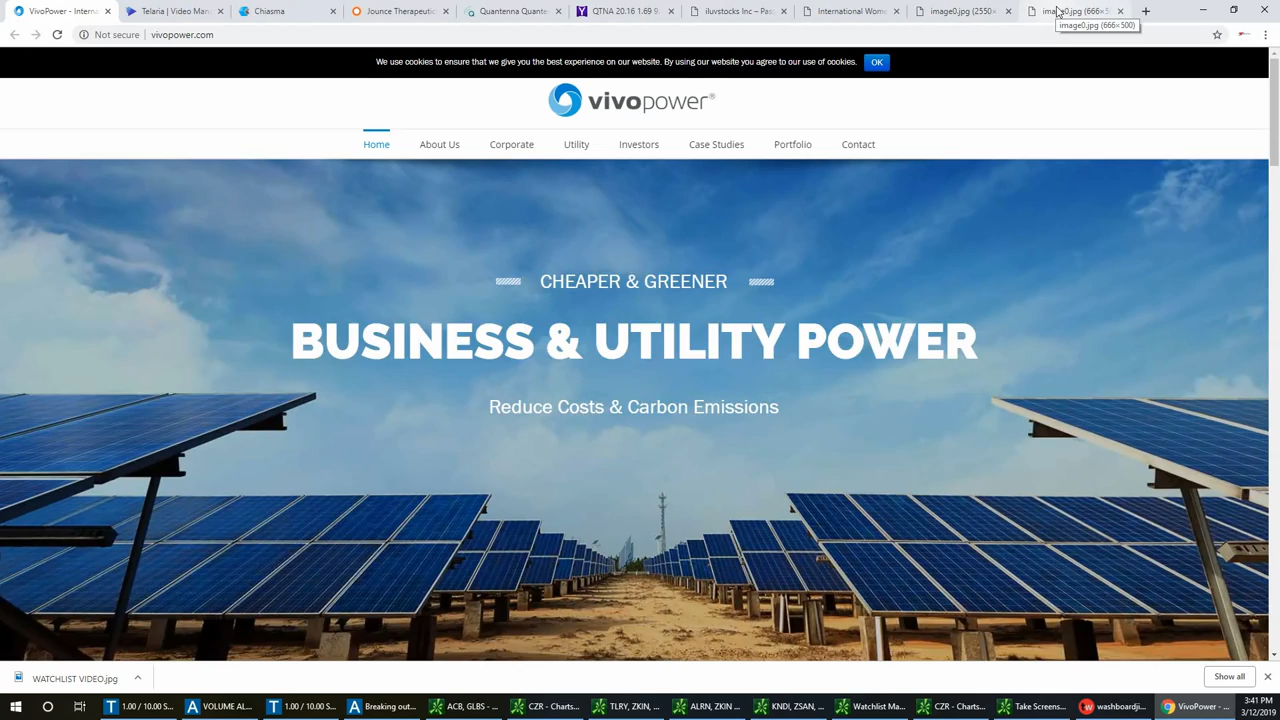 VivoPower - Interna
Telaria | Video Man
Chiasma
Jounce Therapeutic
Quantenna Quante
QTNA 20.16 1.69 9.
iluvstocks Inc – Pas
International Wome
image0.jpg (2550×
image0.jpg (666×50
image0.jpg (666×500)
Not secure | vivopower.com
We use cookies to ensure that we give you the best experience on our website. By using our website you agree to our use of cookies. OK
vivopower®
Home About Us Corporate Utility Investors Case Studies Portfolio Contact
CHEAPER & GREENER
BUSINESS & UTILITY POWER
Reduce Costs & Carbon Emissions
WATCHLIST VIDEO.jpg
Show all
1.00 / 10.00 S...
VOLUME AL...
1.00 / 10.00 S...
Breaking out...
ACB, GLBS - ...
CZR - Charts...
TLRY, ZKIN, ...
ALRN, ZKIN, ...
KNDI, ZSAN, ...
Watchlist Ma...
CZR - Charts...
Take Screens...
washboardji...
VivoPower - ...
3:41 PM
3/12/2019